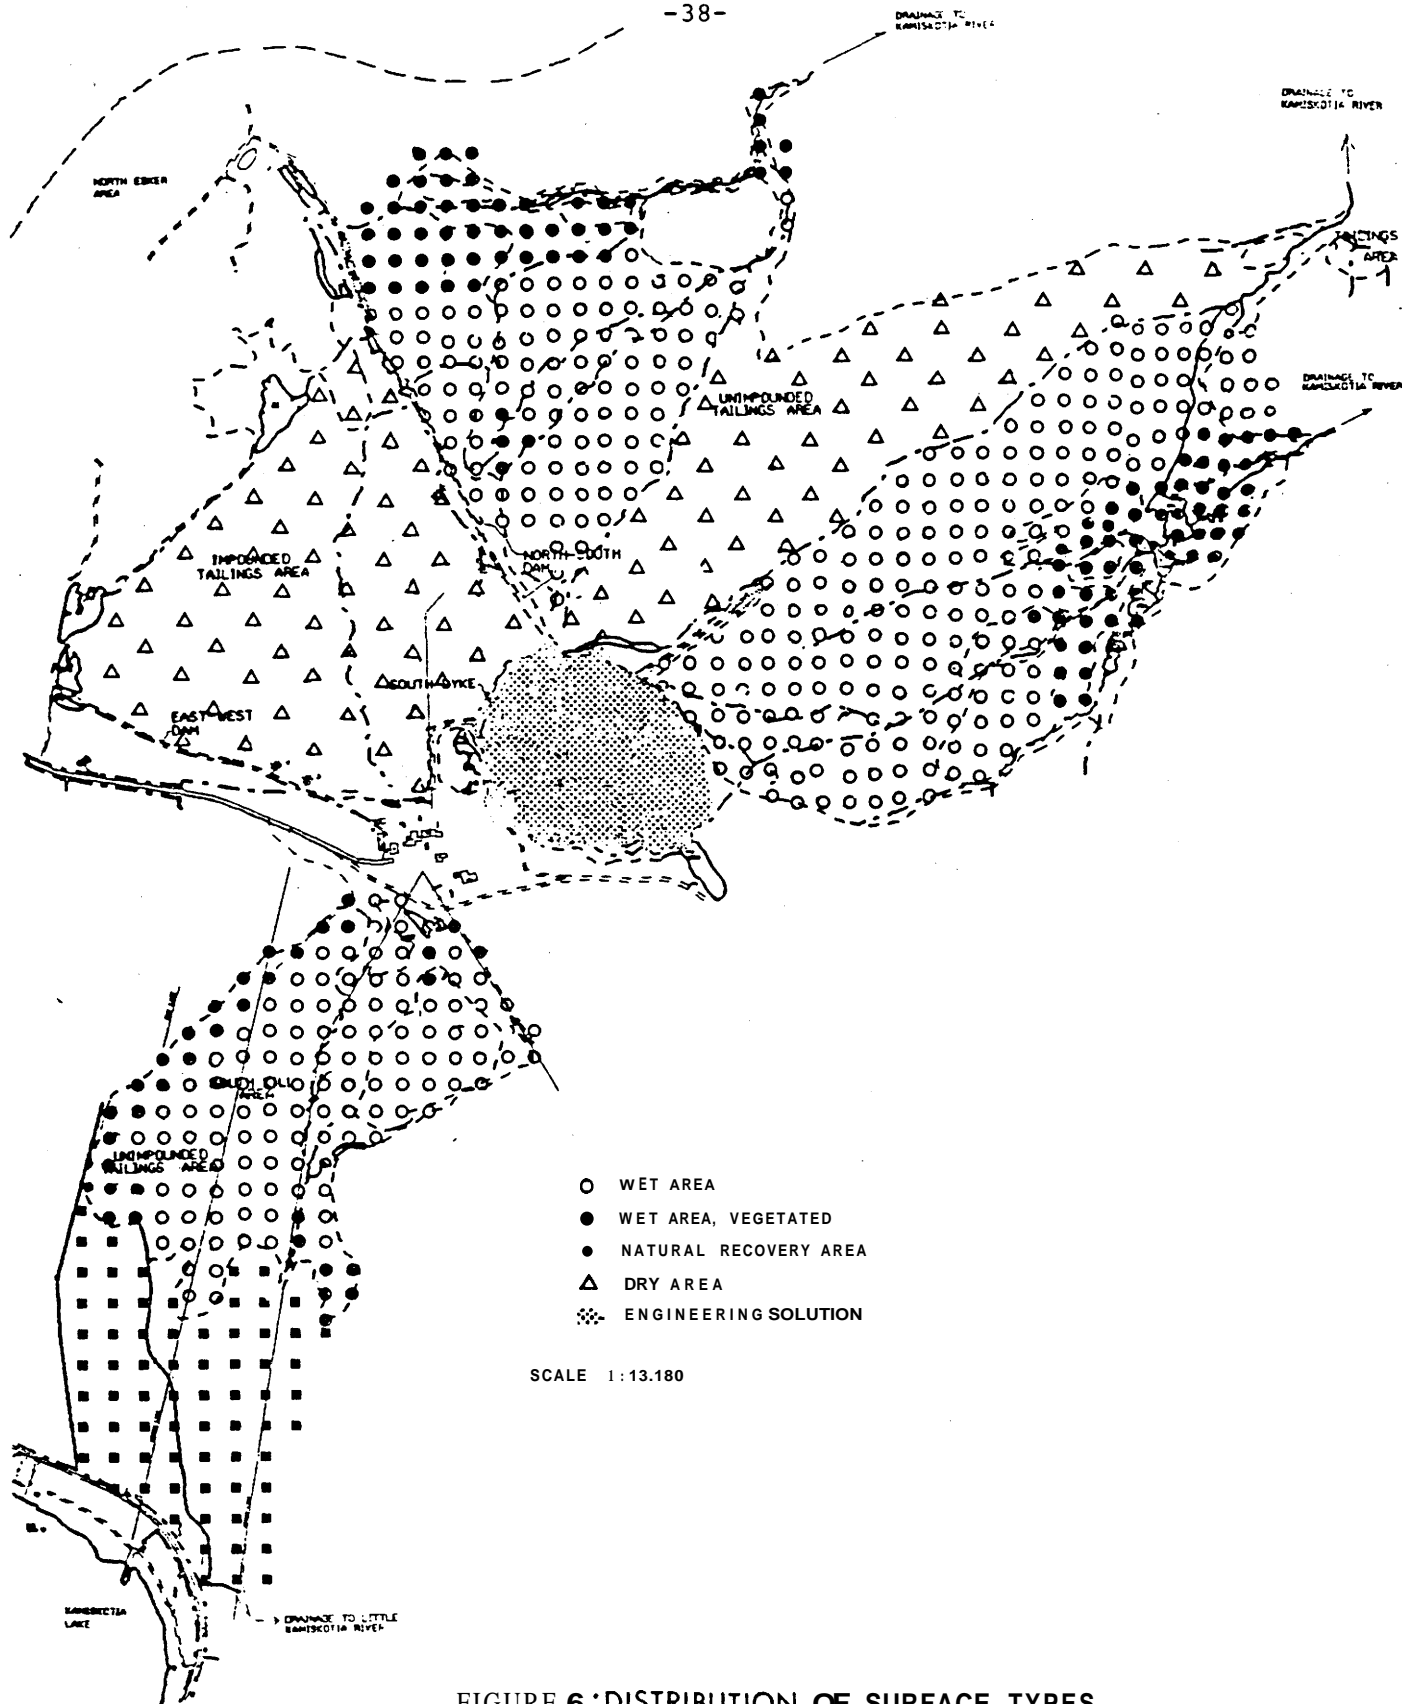 -38-
DRAINAGE TO
KAMISKOTIA RIVER
DRAINAGE TO
KAMISKOTIA RIVER
NORTH ESKER
AREA
TAILINGS
AREA
DRAINAGE TO
KAMISKOTIA RIVER
UNIMPOUNDED
TAILINGS AREA
IMPOUNDED
TAILINGS AREA
NORTH-SOUTH
DAM
SOUTH DYKE
EAST WEST
DAM
AREA
UNIMPOUNDED
TAILINGS AREA
WET AREA
WET AREA, VEGETATED
NATURAL RECOVERY AREA
DRY AREA
ENGINEERING SOLUTION
SCALE 1:13.180
KAMISKOTIA
LAKE
DRAINAGE TO LITTLE
KAMISKOTIA RIVER
FIGURE 6: DISTRIBUTION OF SURFACE TYPES